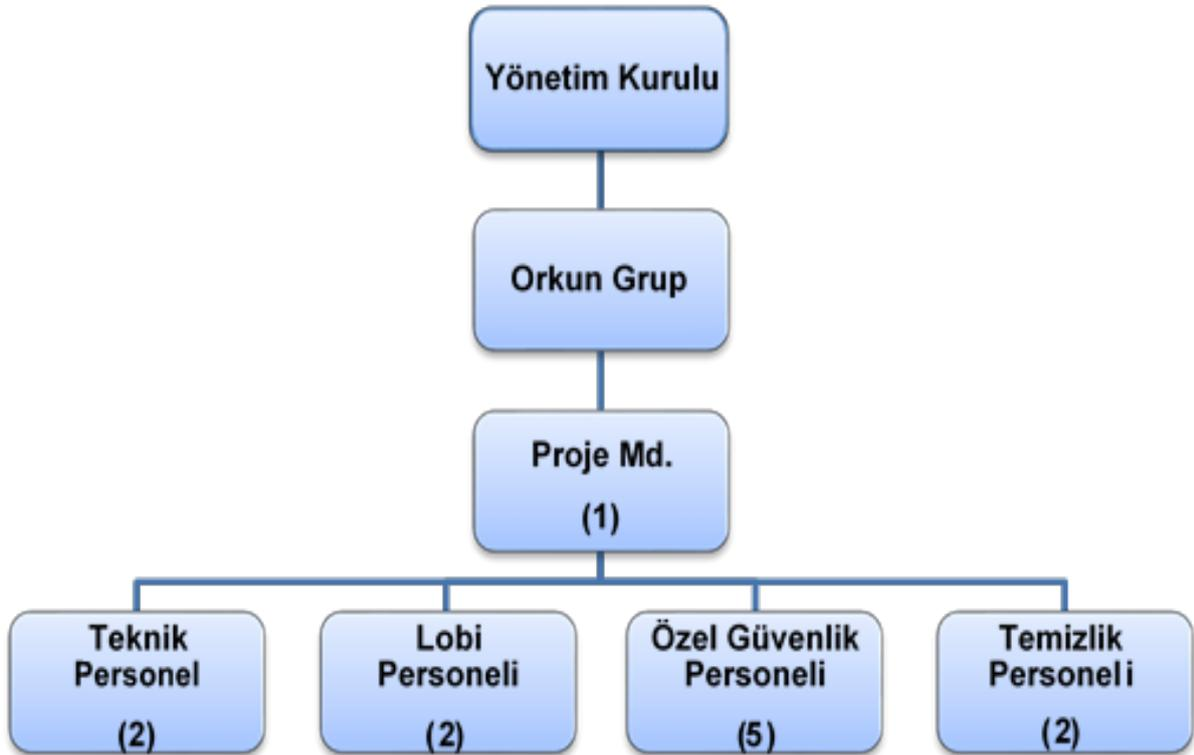 Yönetim Kurulu
Orkun Grup
Proje Md.
(1)
Teknik
Personel
(2)
Lobi
Personeli
(2)
Özel Güvenlik
Personeli
(5)
Temizlik
Personeli
(2)